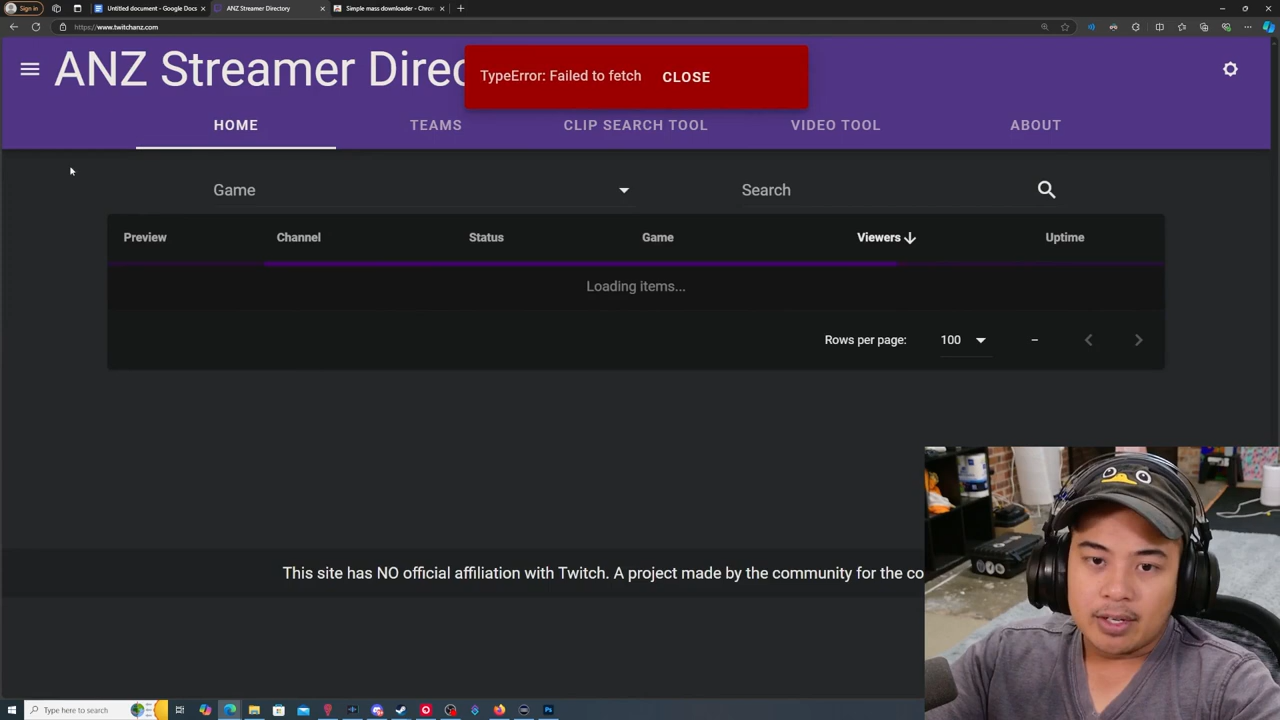 Sign in
Untitled document - Google Docs
ANZ Streamer Directory
Simple mass downloader - Chrom
https://www.twitchanz.com
ANZ Streamer Direc
TypeError: Failed to fetch CLOSE
HOME TEAMS CLIP SEARCH TOOL VIDEO TOOL ABOUT
Game Search
Preview Channel Status Game Viewers Uptime
Loading items...
Rows per page: 100 –
This site has NO official affiliation with Twitch. A project made by the community for the co
Type here to search